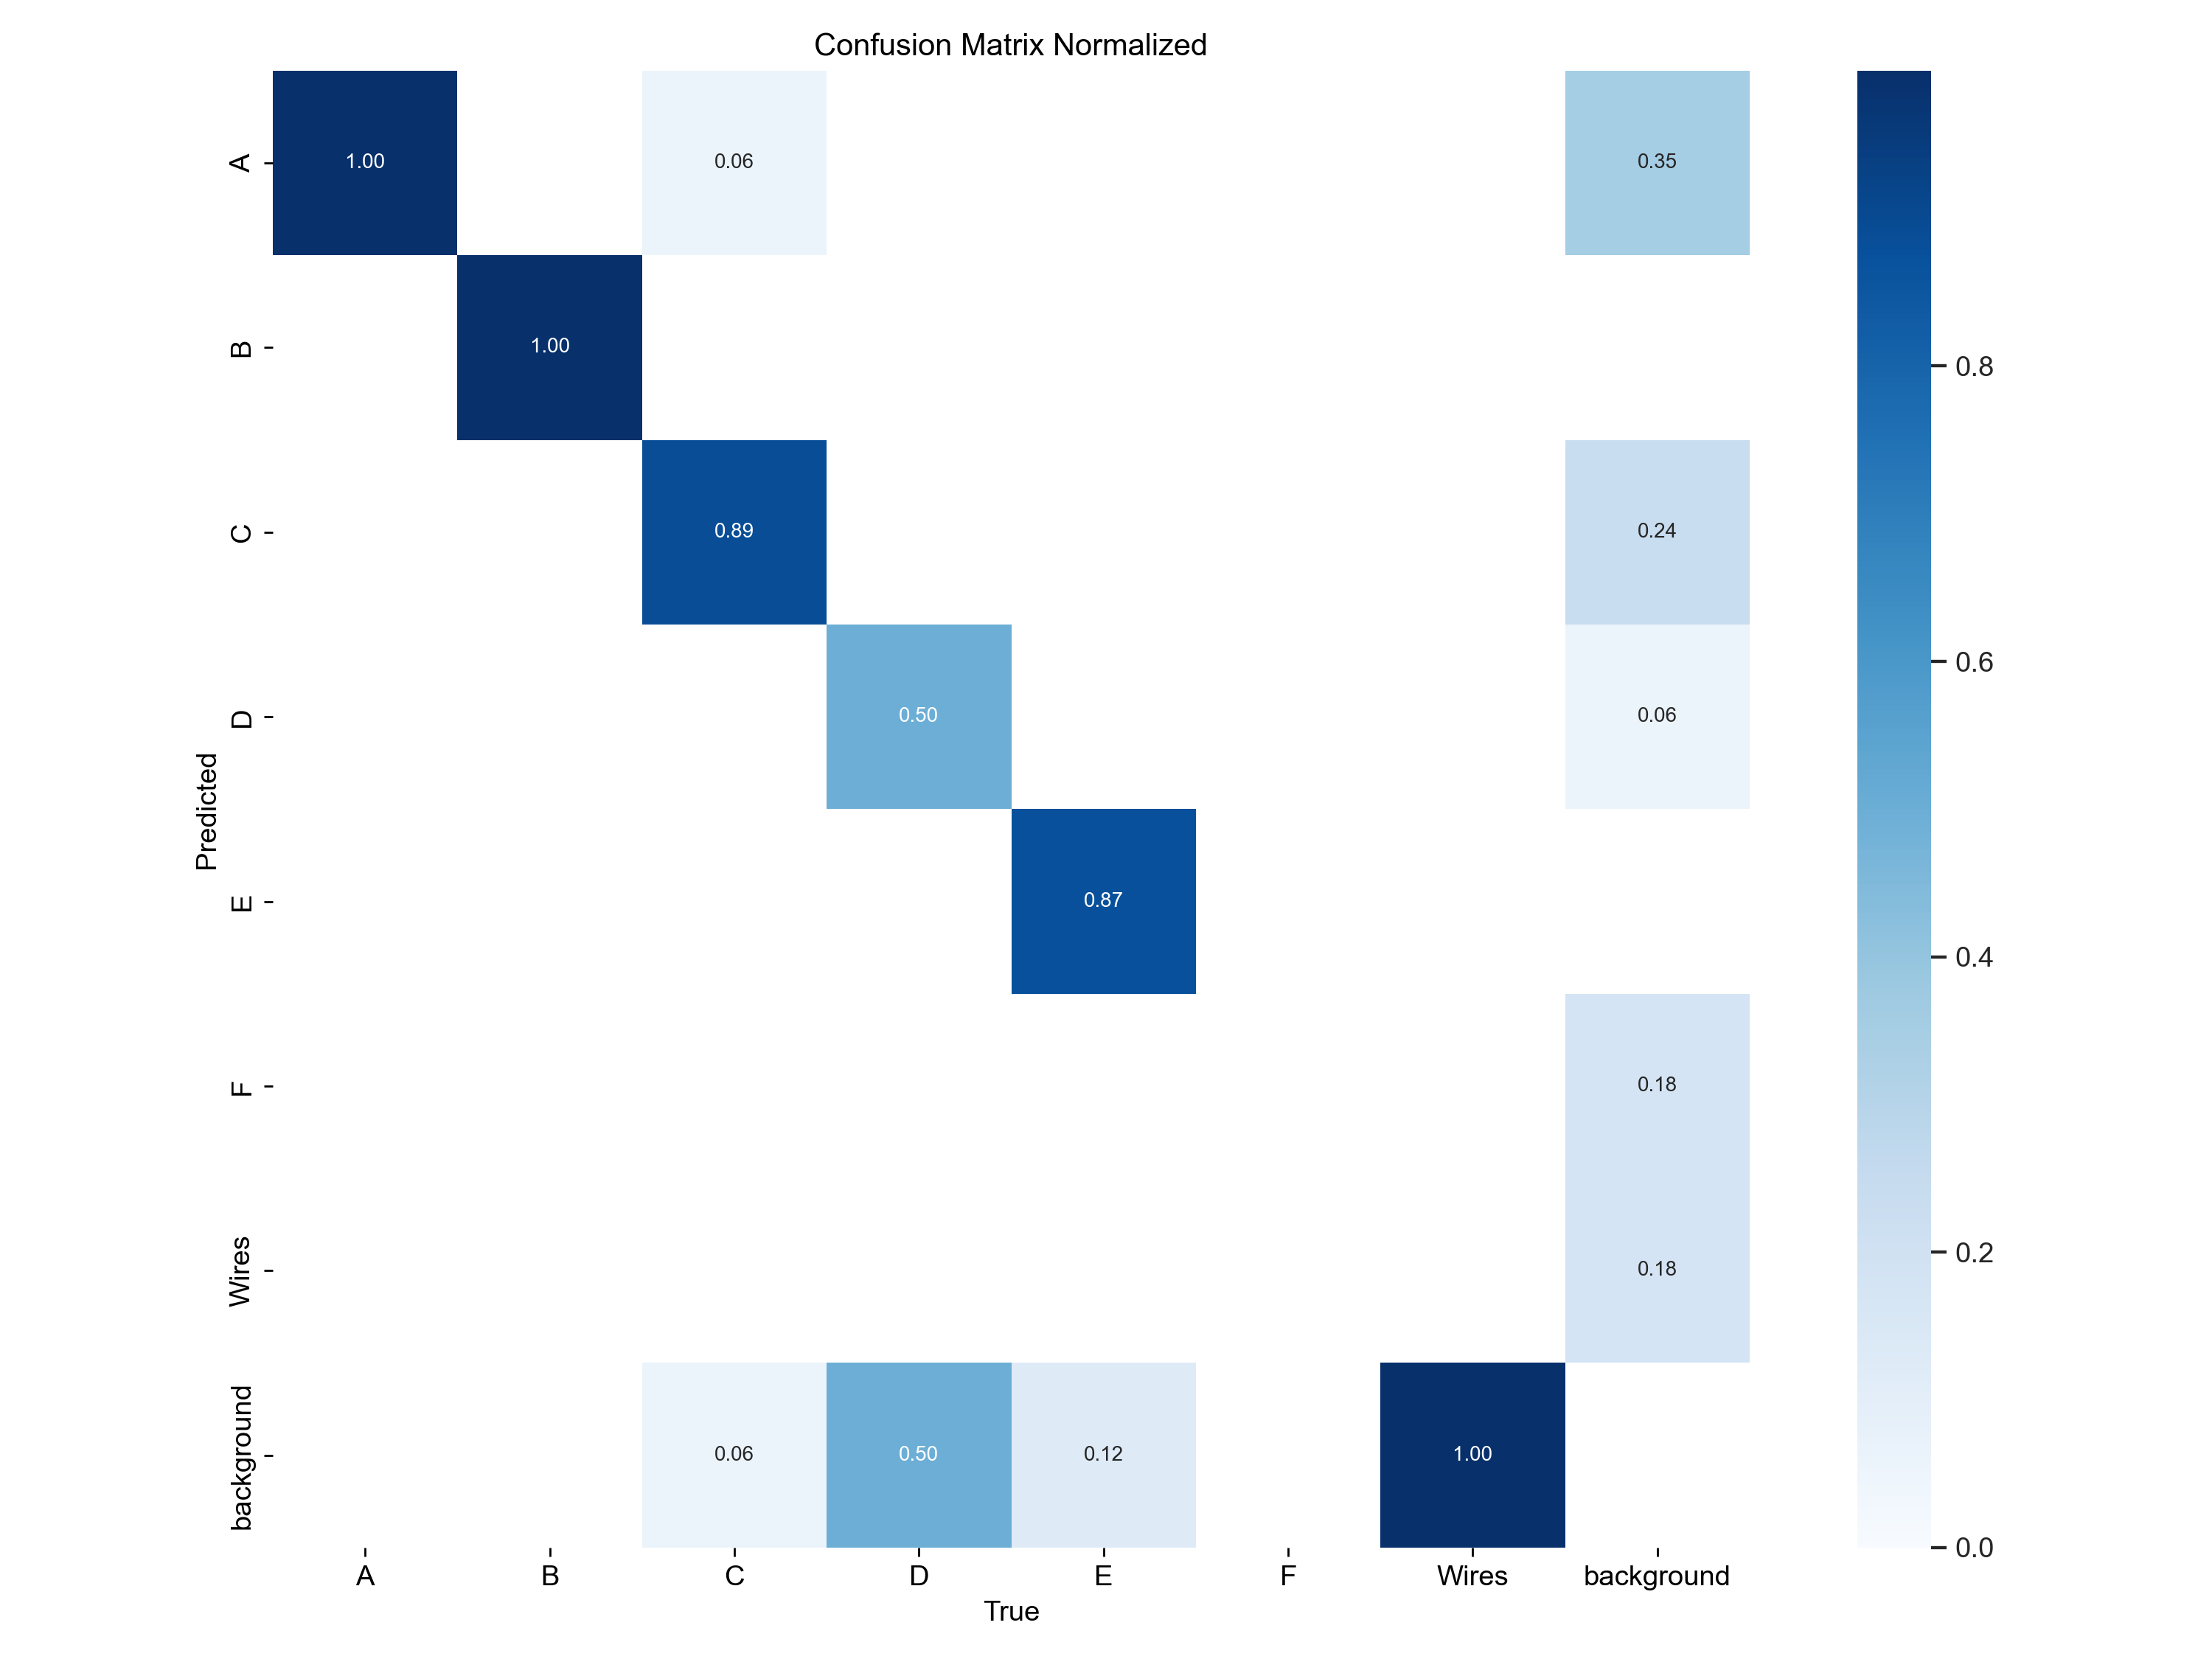 Confusion Matrix Normalized
A
1.00
0.06
0.35
B
1.00
C
0.89
0.24
D
0.50
0.06
E
0.87
F
0.18
Wires
0.18
background
0.06
0.50
0.12
1.00
Predicted
A
B
C
D
E
F
Wires
background
True
0.8
0.6
0.4
0.2
0.0